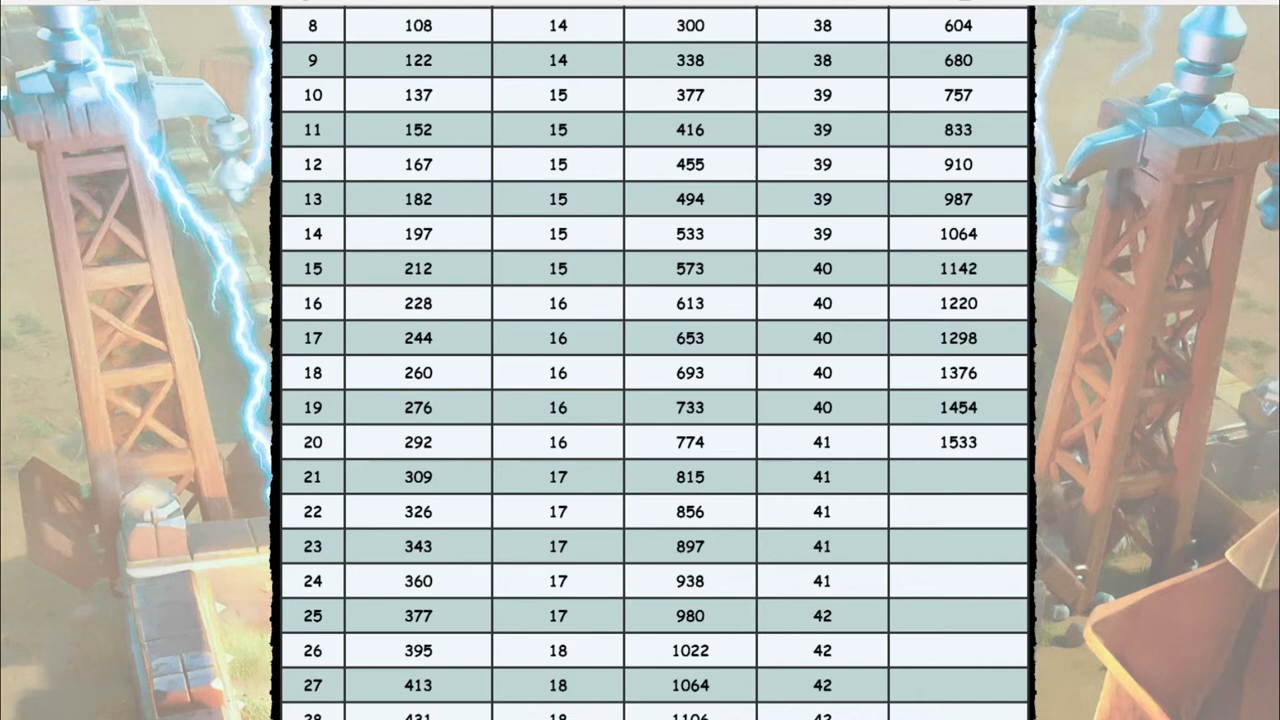 8 108 14 300 38 604
9 122 14 338 38 680
10 137 15 377 39 757
11 152 15 416 39 833
12 167 15 455 39 910
13 182 15 494 39 987
14 197 15 533 39 1064
15 212 15 573 40 1142
16 228 16 613 40 1220
17 244 16 653 40 1298
18 260 16 693 40 1376
19 276 16 733 40 1454
20 292 16 774 41 1533
21 309 17 815 41
22 326 17 856 41
23 343 17 897 41
24 360 17 938 41
25 377 17 980 42
26 395 18 1022 42
27 413 18 1064 42